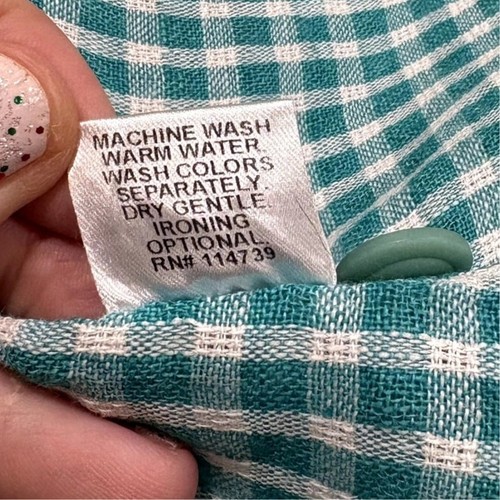 MACHINE WASH
WARM WATER
WASH COLORS
SEPARATELY.
DRY GENTLE.
IRONING
OPTIONAL.
RN# 114739